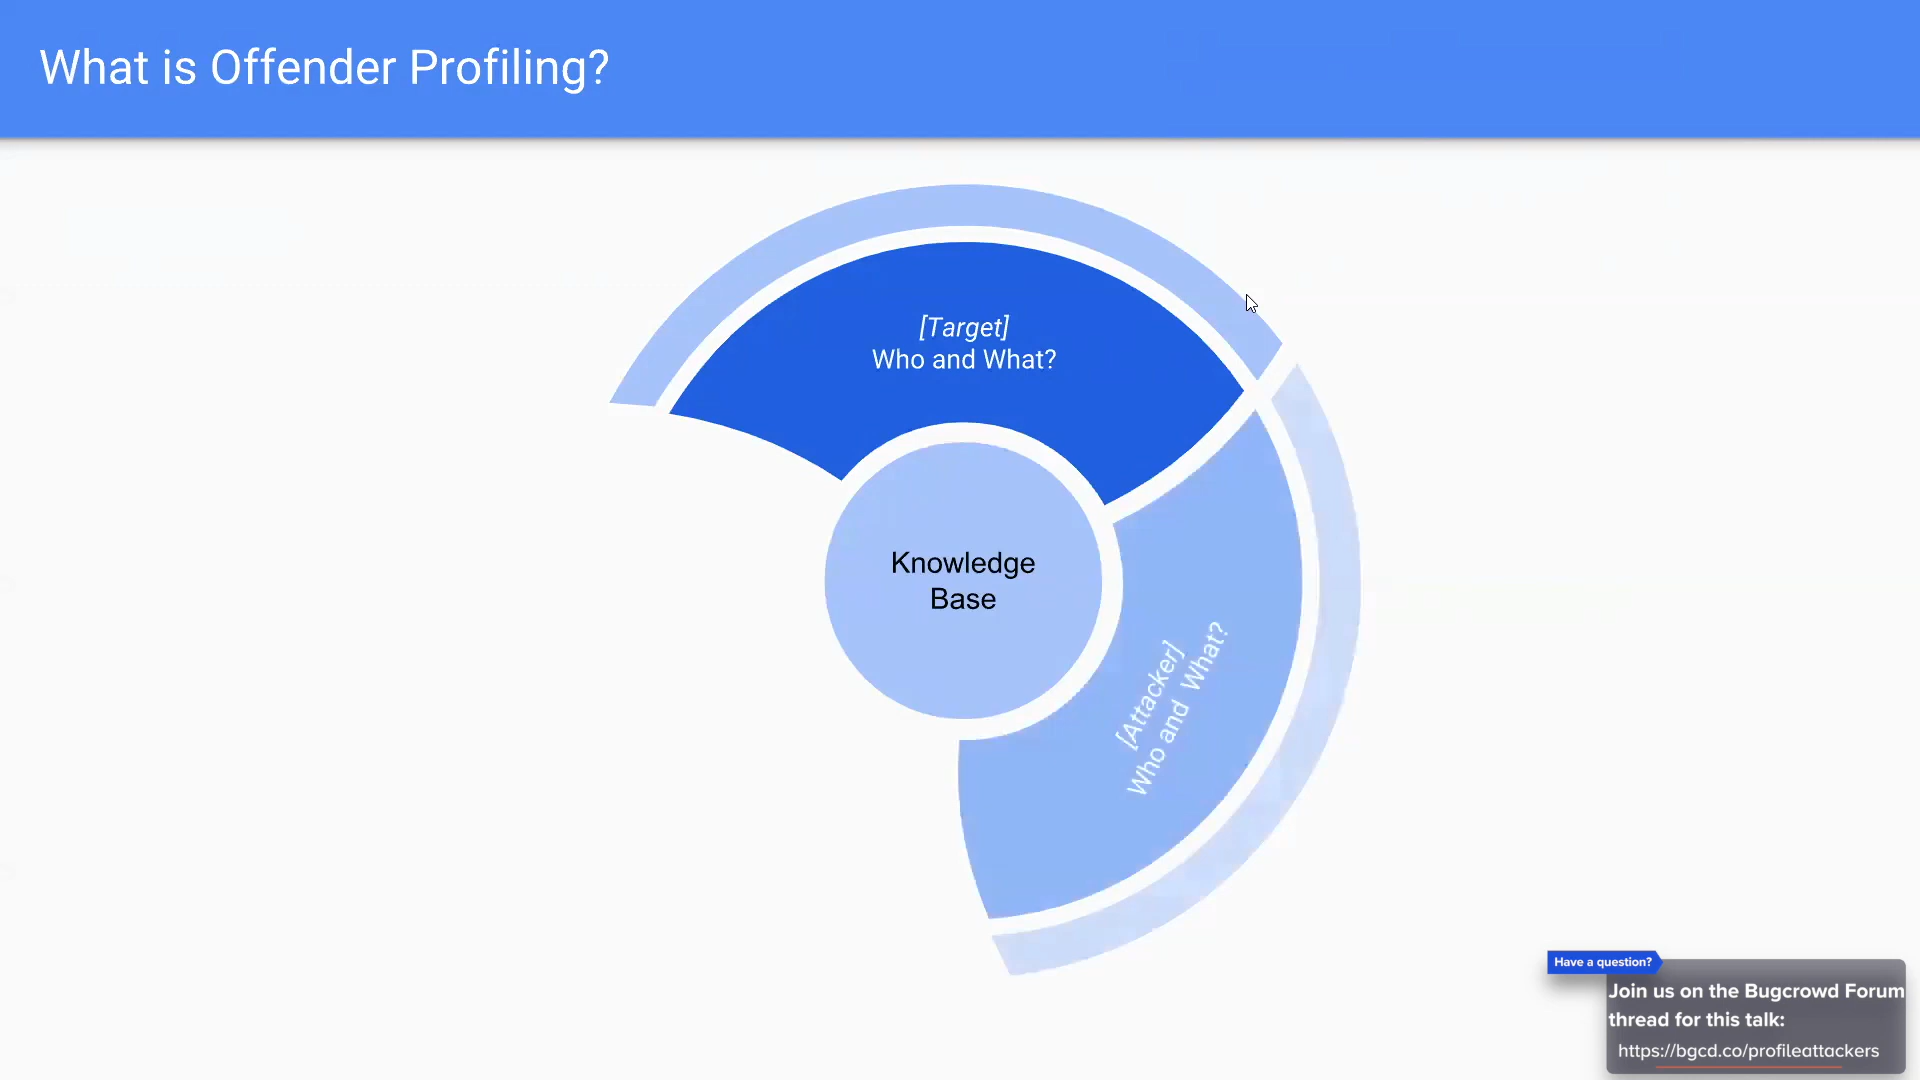 What is Offender Profiling?
[Target]
Who and What?
Knowledge
Base
[Attacker]
Who and What?
Have a question?
Join us on the Bugcrowd Forum
thread for this talk:
https://bgcd.co/profileattackers